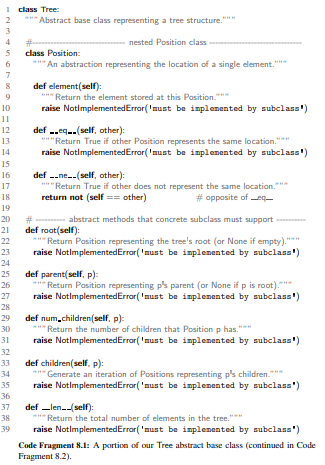 1 class Tree:
2 """Abstract base class representing a tree structure."""
3
4 #------------------------------- nested Position class -------------------------------
5 class Position:
6 """An abstraction representing the location of a single element."""
7
8 def element(self):
9 """Return the element stored at this Position."""
10 raise NotImplementedError('must be implemented by subclass')
11
12 def __eq__(self, other):
13 """Return True if other Position represents the same location."""
14 raise NotImplementedError('must be implemented by subclass')
15
16 def __ne__(self, other):
17 """Return True if other does not represent the same location."""
18 return not (self == other) # opposite of __eq__
19
20 # ---------- abstract methods that concrete subclass must support ----------
21 def root(self):
22 """Return Position representing the tree's root (or None if empty)."""
23 raise NotImplementedError('must be implemented by subclass')
24
25 def parent(self, p):
26 """Return Position representing p's parent (or None if p is root)."""
27 raise NotImplementedError('must be implemented by subclass')
28
29 def num_children(self, p):
30 """Return the number of children that Position p has."""
31 raise NotImplementedError('must be implemented by subclass')
32
33 def children(self, p):
34 """Generate an iteration of Positions representing p's children."""
35 raise NotImplementedError('must be implemented by subclass')
36
37 def __len__(self):
38 """Return the total number of elements in the tree."""
39 raise NotImplementedError('must be implemented by subclass')
Code Fragment 8.1: A portion of our Tree abstract base class (continued in Code
Fragment 8.2).